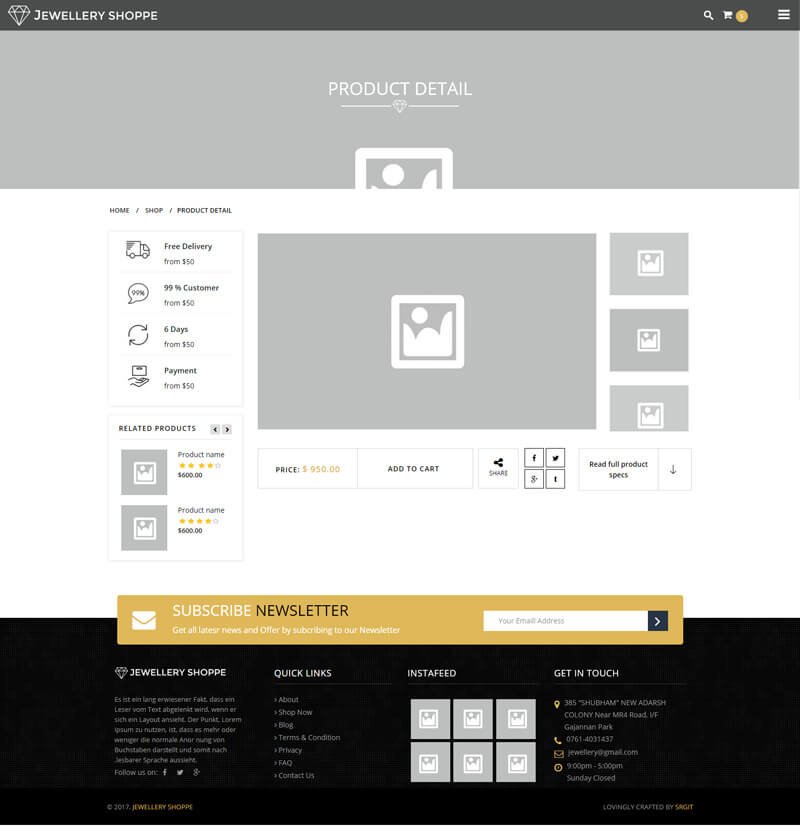 JEWELLERY SHOPPE
5
PRODUCT DETAIL
HOME / SHOP / PRODUCT DETAIL
Free Delivery
from $50
99%
99 % Customer
from $50
6 Days
from $50
Payment
from $50
RELATED PRODUCTS
Product name
$600.00
Product name
$600.00
PRICE: $ 950.00
ADD TO CART
SHARE
Read full product
specs
SUBSCRIBE NEWSLETTER
Get all latesr news and Offer by subcribing to our Newsletter
Your Emaill Address
JEWELLERY SHOPPE
Es ist ein lang erwiesener Fakt, dass ein
Leser vom Text abgelenkt wird, wenn er
sich ein Layout ansieht. Der Punkt, Lorem
Ipsum zu nutzen, ist, dass es mehr oder
weniger die normale Anor nung von
Buchstaben darstellt und somit nach
.lesbarer Sprache aussieht.
Follow us on:
QUICK LINKS
About
Shop Now
Blog
Terms & Condition
Privacy
FAQ
Contact Us
INSTAFEED
GET IN TOUCH
385 "SHUBHAM" NEW ADARSH
COLONY Near MR4 Road, I/F
Gajannan Park
0761-4031437
jewellery@gmail.com
9:00pm - 5:00pm
Sunday Closed
© 2017. JEWELLERY SHOPPE
LOVINGLY CRAFTED BY SRGIT